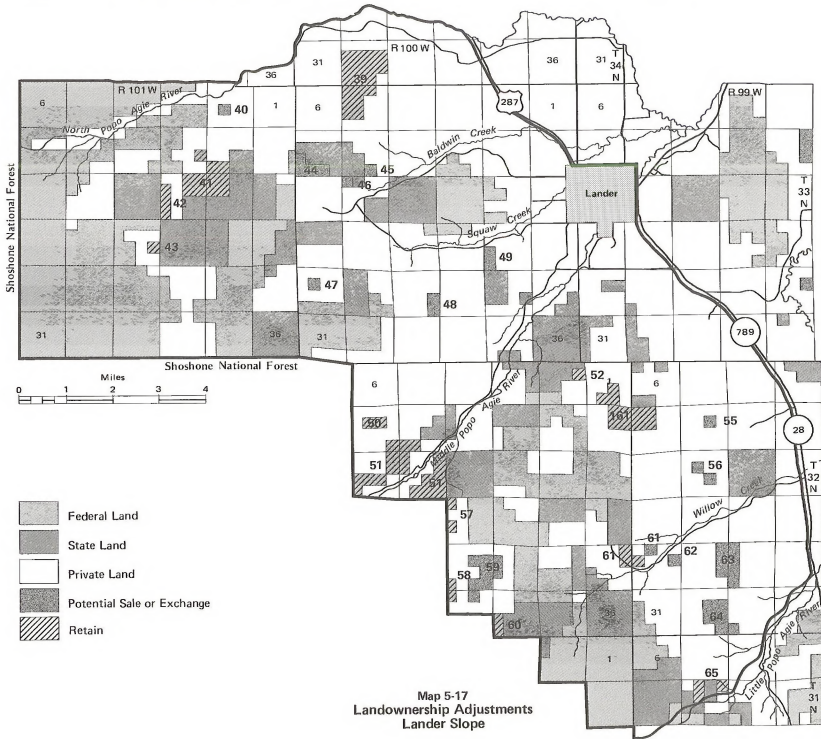 R 100 W
36
31
39
36
31
T
34
N
6
R 101 W
40
1
6
287
1
6
R 99 W
North Popo Agie River
Baldwin Creek
44
45
46
41
42
Lander
T
33
N
Squaw Creek
43
49
47
48
Shoshone National Forest
31
36
31
36
31
789
Shoshone National Forest
Miles
0 1 2 3 4
6
52
1
6
50
161
55
28
Middle Popo Agie River
51
51
56
T
32
N
Willow Creek
57
61
61
62
63
58
59
60
36
31
64
Little Popo Agie River
1
6
65
T
31
N
Federal Land
State Land
Private Land
Potential Sale or Exchange
Retain
Map 5-17
Landownership Adjustments
Lander Slope